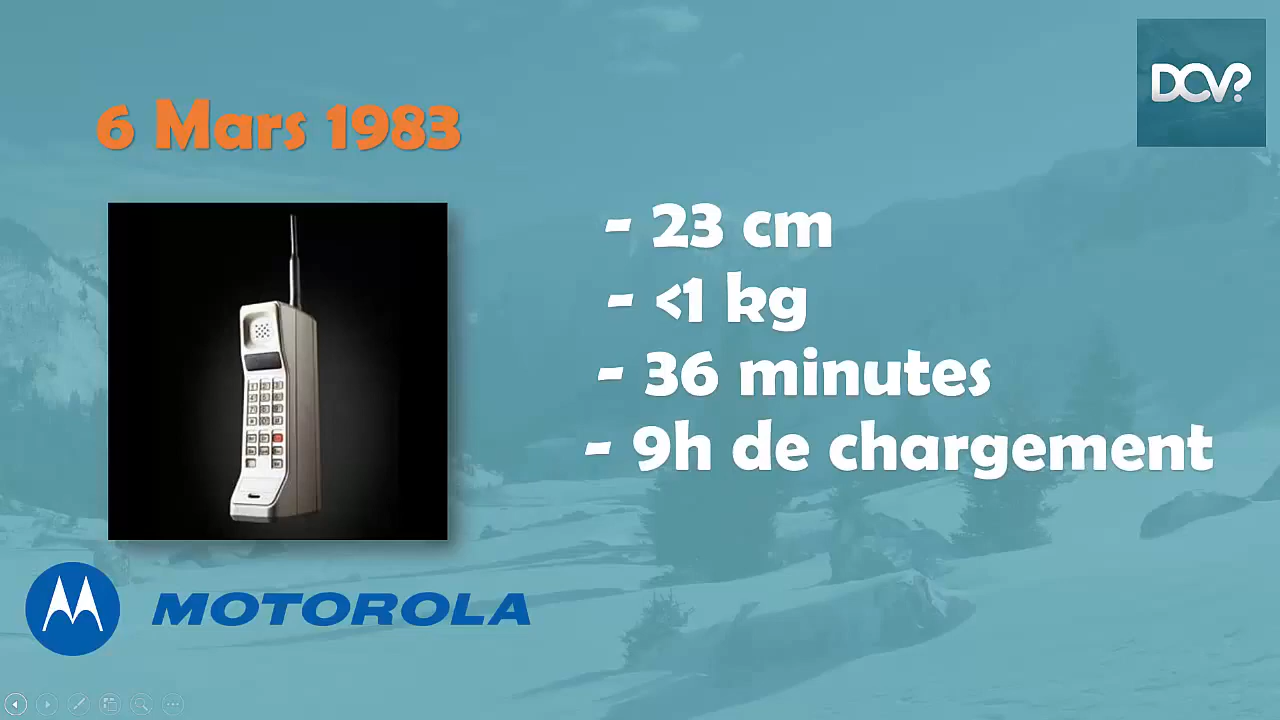 DCV?
6 Mars 1983
- 23 cm
- <1 kg
- 36 minutes
- 9h de chargement
MOTOROLA